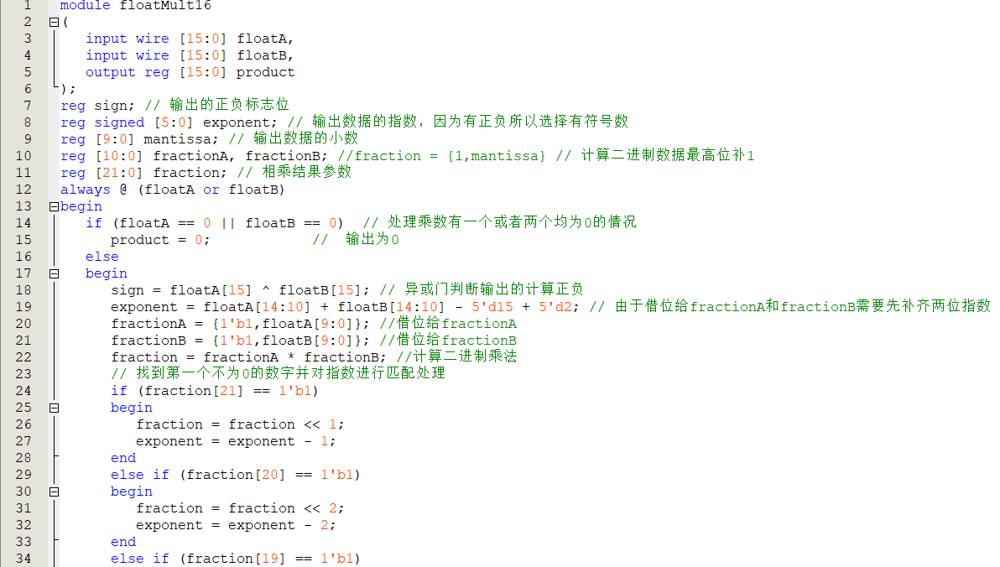 1 module floatMult16
2 (
3 input wire [15:0] floatA,
4 input wire [15:0] floatB,
5 output reg [15:0] product
6 );
7 reg sign; // 输出的正负标志位
8 reg signed [5:0] exponent; // 输出数据的指数，因为有正负所以选择有符号数
9 reg [9:0] mantissa; // 输出数据的小数
10 reg [10:0] fractionA, fractionB; //fraction = {1,mantissa} // 计算二进制数据最高位补1
11 reg [21:0] fraction; // 相乘结果参数
12 always @ (floatA or floatB)
13 begin
14 if (floatA == 0 || floatB == 0) // 处理乘数有一个或者两个均为0的情况
15 product = 0; // 输出为0
16 else
17 begin
18 sign = floatA[15] ^ floatB[15]; // 异或门判断输出的计算正负
19 exponent = floatA[14:10] + floatB[14:10] - 5'd15 + 5'd2; // 由于借位给fractionA和fractionB需要先补齐两位指数
20 fractionA = {1'b1,floatA[9:0]}; //借位给fractionA
21 fractionB = {1'b1,floatB[9:0]}; //借位给fractionB
22 fraction = fractionA * fractionB; //计算二进制乘法
23 // 找到第一个不为0的数字并对指数进行匹配处理
24 if (fraction[21] == 1'b1)
25 begin
26 fraction = fraction << 1;
27 exponent = exponent - 1;
28 end
29 else if (fraction[20] == 1'b1)
30 begin
31 fraction = fraction << 2;
32 exponent = exponent - 2;
33 end
34 else if (fraction[19] == 1'b1)